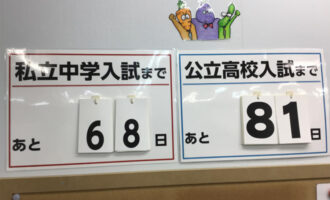 私立中学入試まで
あと 68 日
公立高校入試まで
あと 81 日